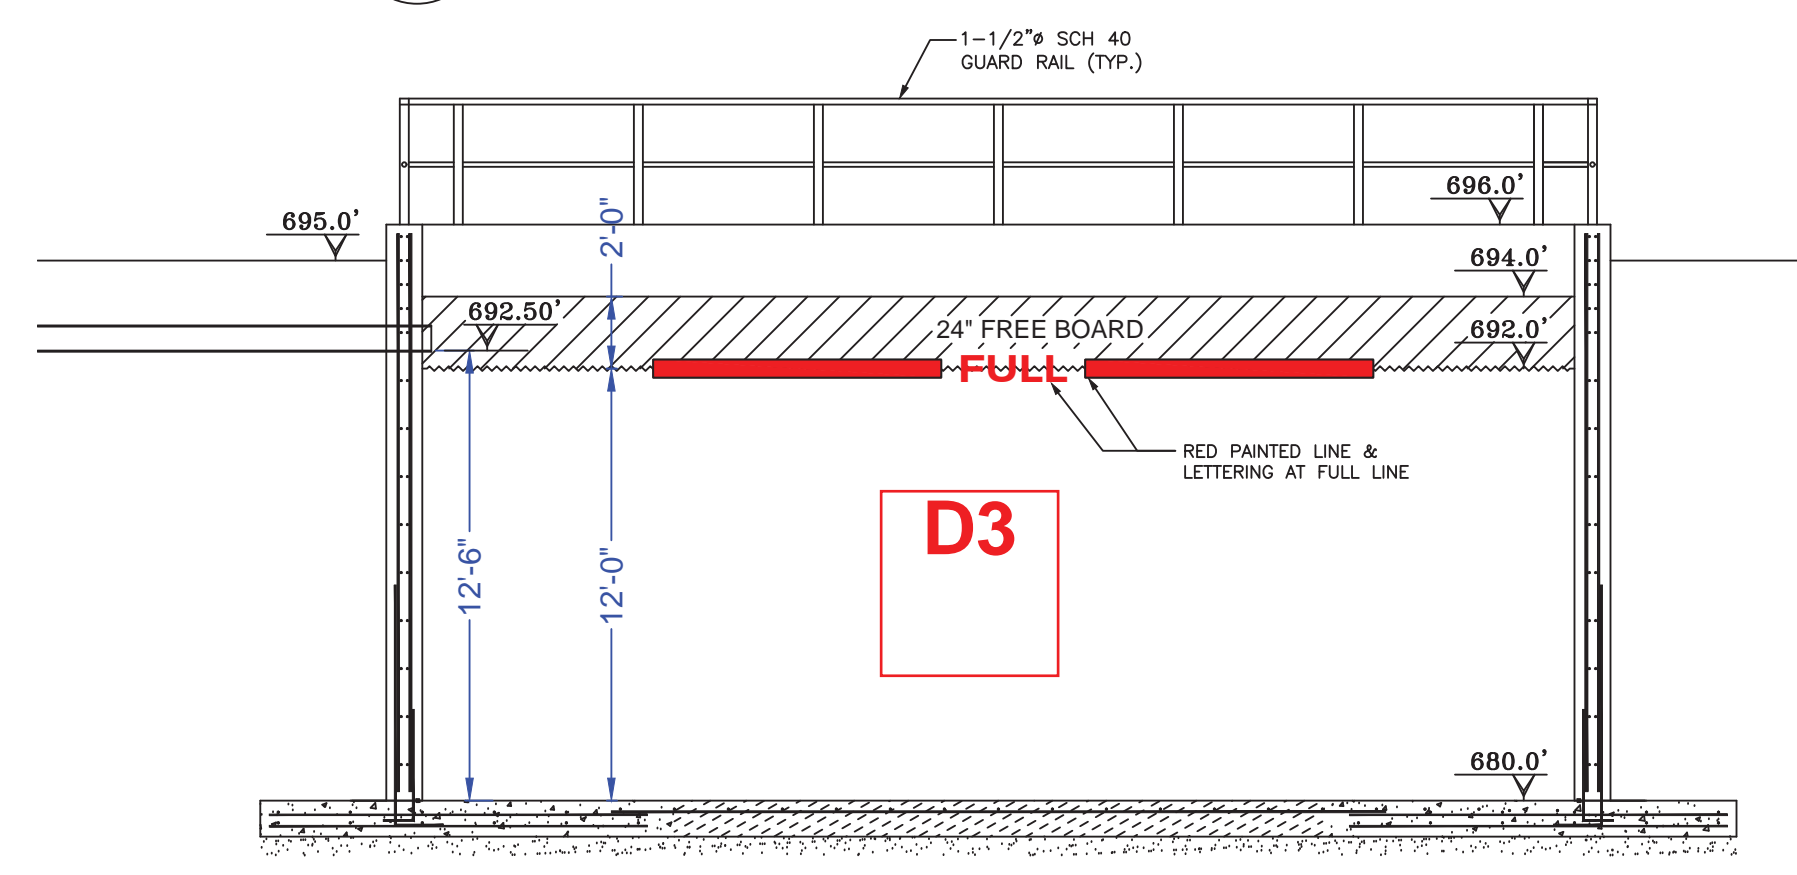 1-1/2"ø SCH 40
GUARD RAIL (TYP.)
696.0'
695.0'
2'-0"
694.0'
692.50'
24" FREE BOARD
692.0'
FULL
RED PAINTED LINE &
LETTERING AT FULL LINE
D3
12'-6"
12'-0"
680.0'